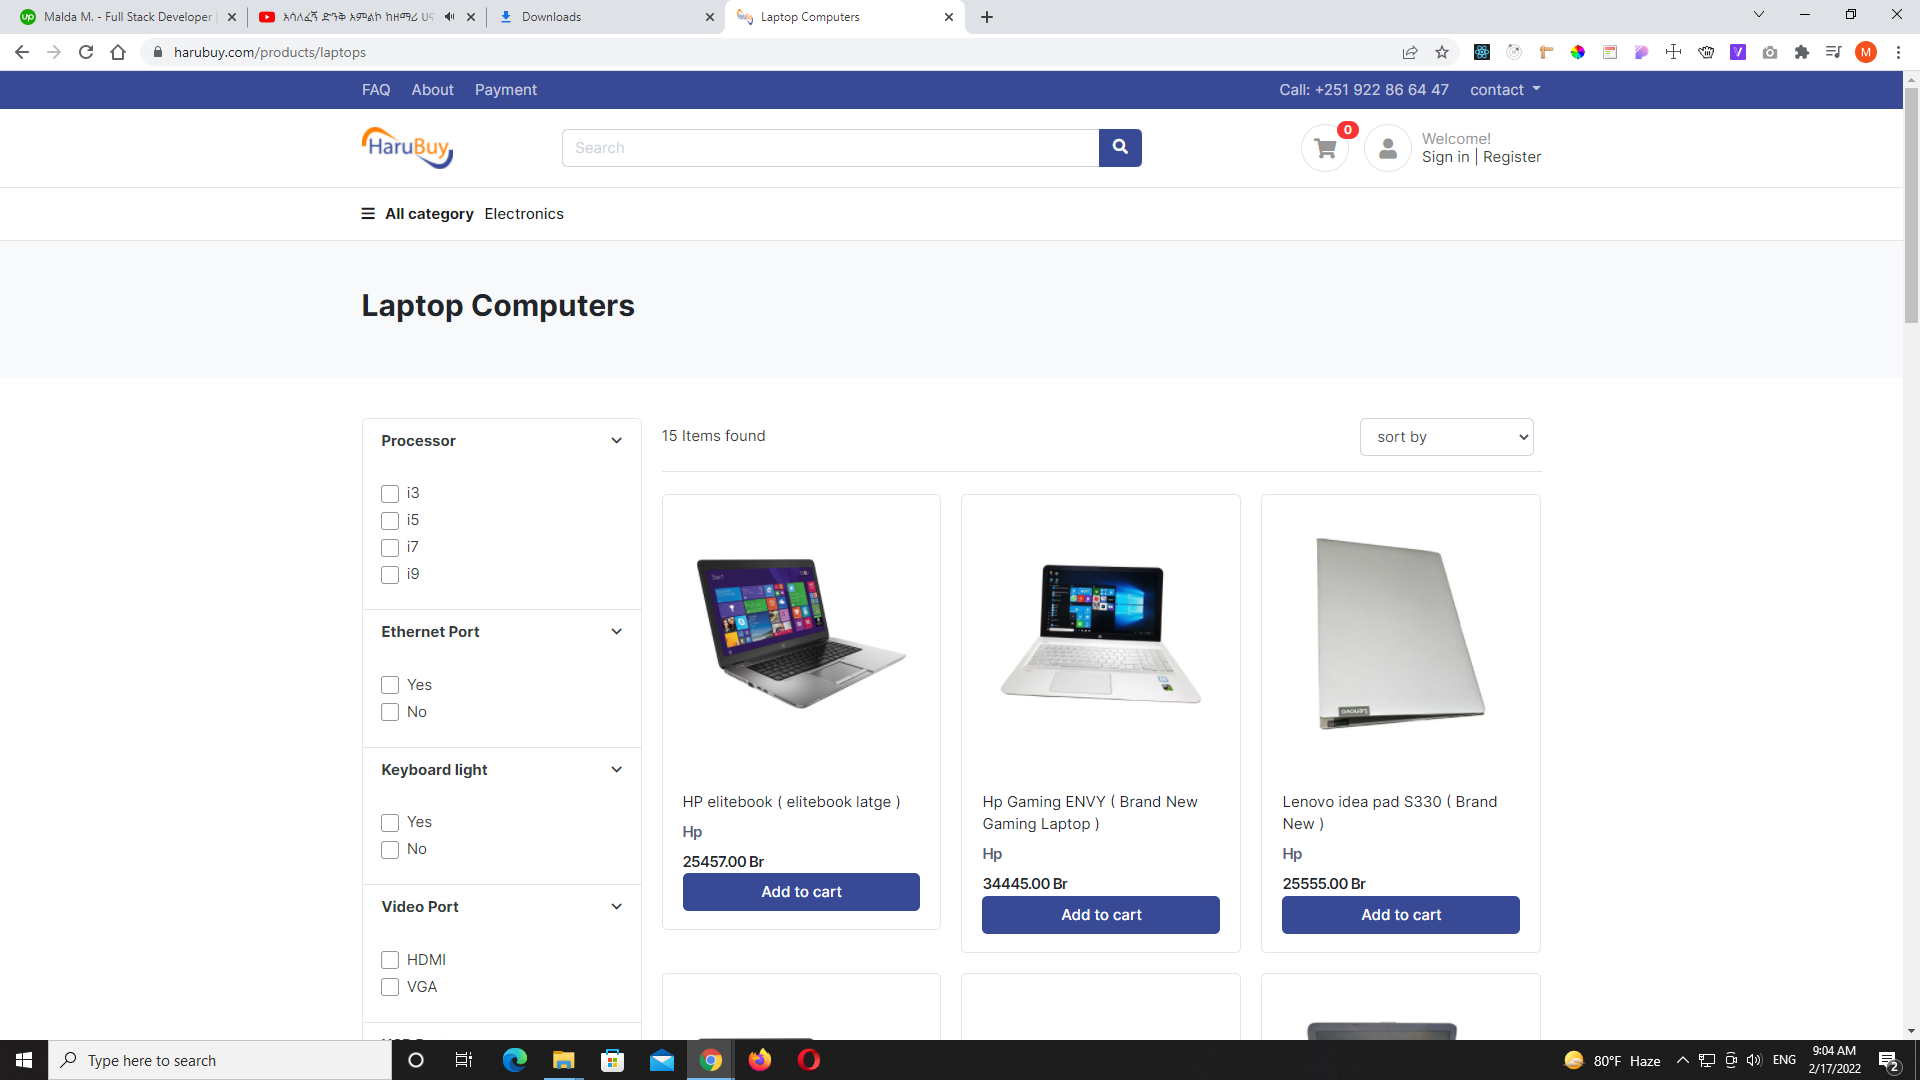 Malda M. - Full Stack Developer
አሳለፈኝ ድንቅ አምልኮ ከዘማሪ
Downloads
Laptop Computers
harubuy.com/products/laptops
M
FAQ About Payment
Call: +251 922 86 64 47 contact
HaruBuy
Search
0
Welcome!
Sign in | Register
All category Electronics
Laptop Computers
Processor
i3
i5
i7
i9
Ethernet Port
Yes
No
Keyboard light
Yes
No
Video Port
HDMI
VGA
15 Items found
sort by
HP elitebook ( elitebook latge )
Hp
25457.00 Br
Add to cart
Hp Gaming ENVY ( Brand New
Gaming Laptop )
Hp
34445.00 Br
Add to cart
Lenovo
Lenovo idea pad S330 ( Brand
New )
Hp
25555.00 Br
Add to cart
Type here to search
80°F Haze
ENG
9:04 AM
2/17/2022
2